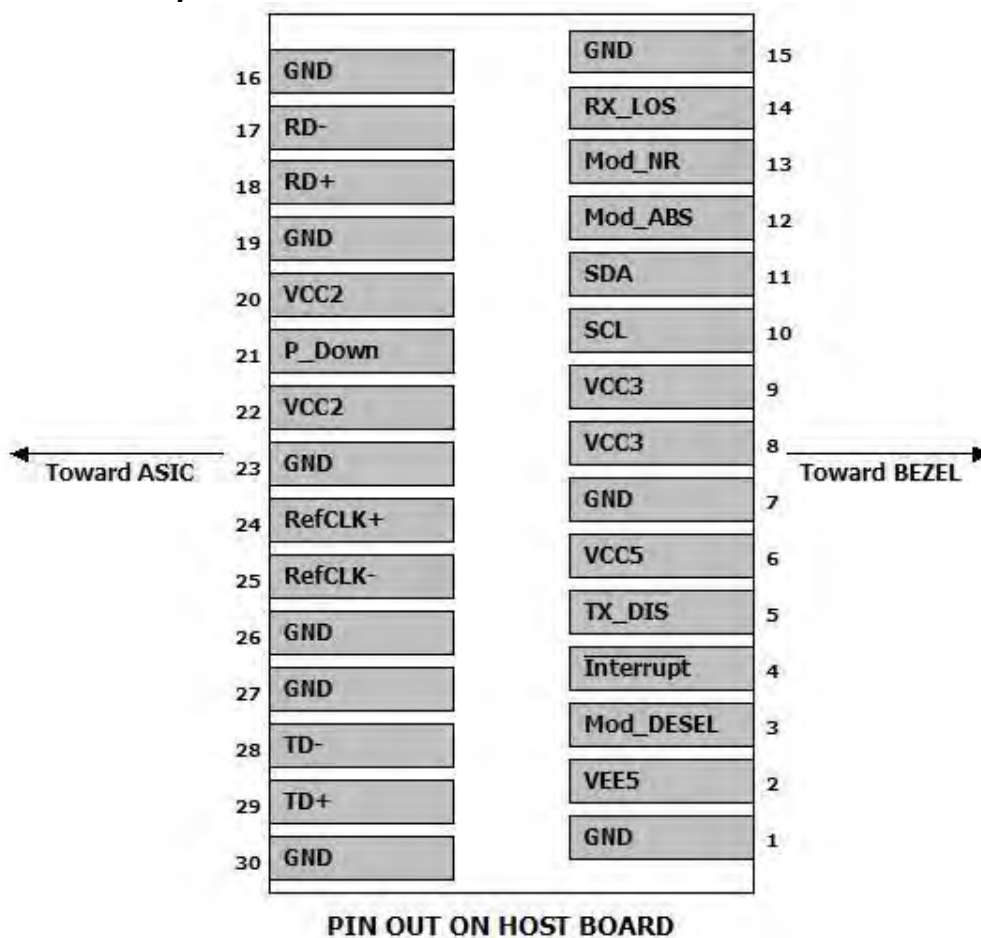 GND 15
16 GND
RX_LOS 14
17 RD-
Mod_NR 13
18 RD+
Mod_ABS 12
19 GND
SDA 11
20 VCC2
SCL 10
21 P_Down
VCC3 9
22 VCC2
VCC3 8
23 GND
Toward ASIC
Toward BEZEL
GND 7
24 RefCLK+
VCC5 6
25 RefCLK-
TX_DIS 5
26 GND
Interrupt 4
27 GND
Mod_DESEL 3
28 TD-
VEE5 2
29 TD+
GND 1
30 GND
PIN OUT ON HOST BOARD